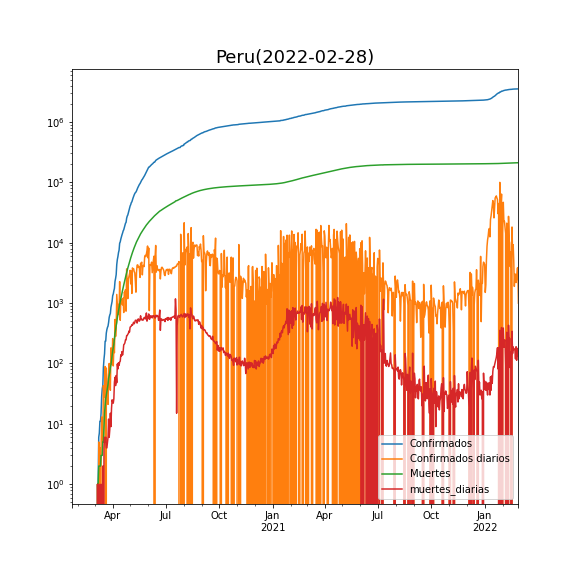 Peru(2022-02-28)
10^6
10^5
10^4
10^3
10^2
10^1
10^0
Confirmados
Confirmados diarios
Muertes
muertes_diarias
Apr Jul Oct Jan Apr Jul Oct Jan
2021 2022